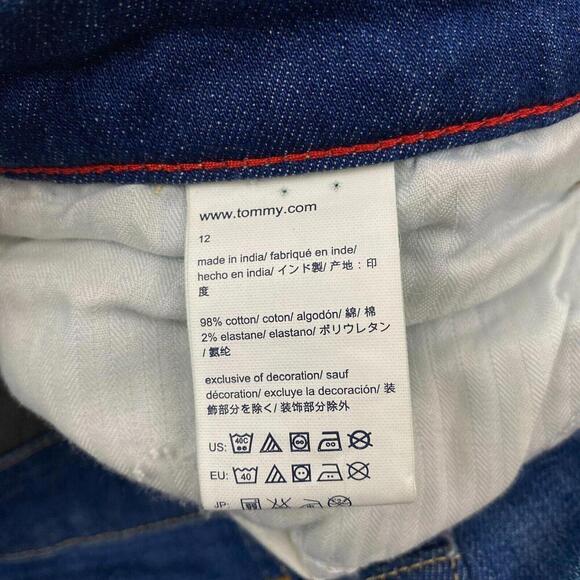 www.tommy.com
12
made in india/ fabriqué en inde/
hecho en india/ インド製/ 产地：印
度
98% cotton/ coton/ algodón/ 綿/ 棉
2% elastane/ elastano/ ポリウレタン
/ 氨纶
exclusive of decoration/ sauf
décoration/ excluye la decoración/ 装
飾部分を除く/ 装饰部分除外
US: 40C
EU: 40
JP: